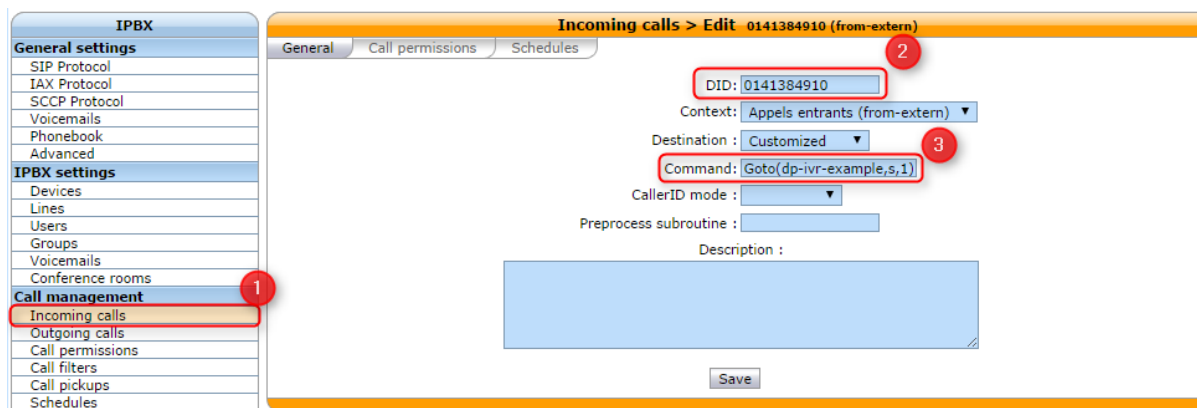 IPBX
General settings
SIP Protocol
IAX Protocol
SCCP Protocol
Voicemails
Phonebook
Advanced
IPBX settings
Devices
Lines
Users
Groups
Voicemails
Conference rooms
Call management
1
Incoming calls
Outgoing calls
Call permissions
Call filters
Call pickups
Schedules
Incoming calls > Edit 0141384910 (from-extern)
General Call permissions Schedules
2
DID: 0141384910
Context: Appels entrants (from-extern) ▼
Destination : Customized ▼
3
Command: Goto(dp-ivr-example,s,1)
CallerID mode : ▼
Preprocess subroutine :
Description :
Save